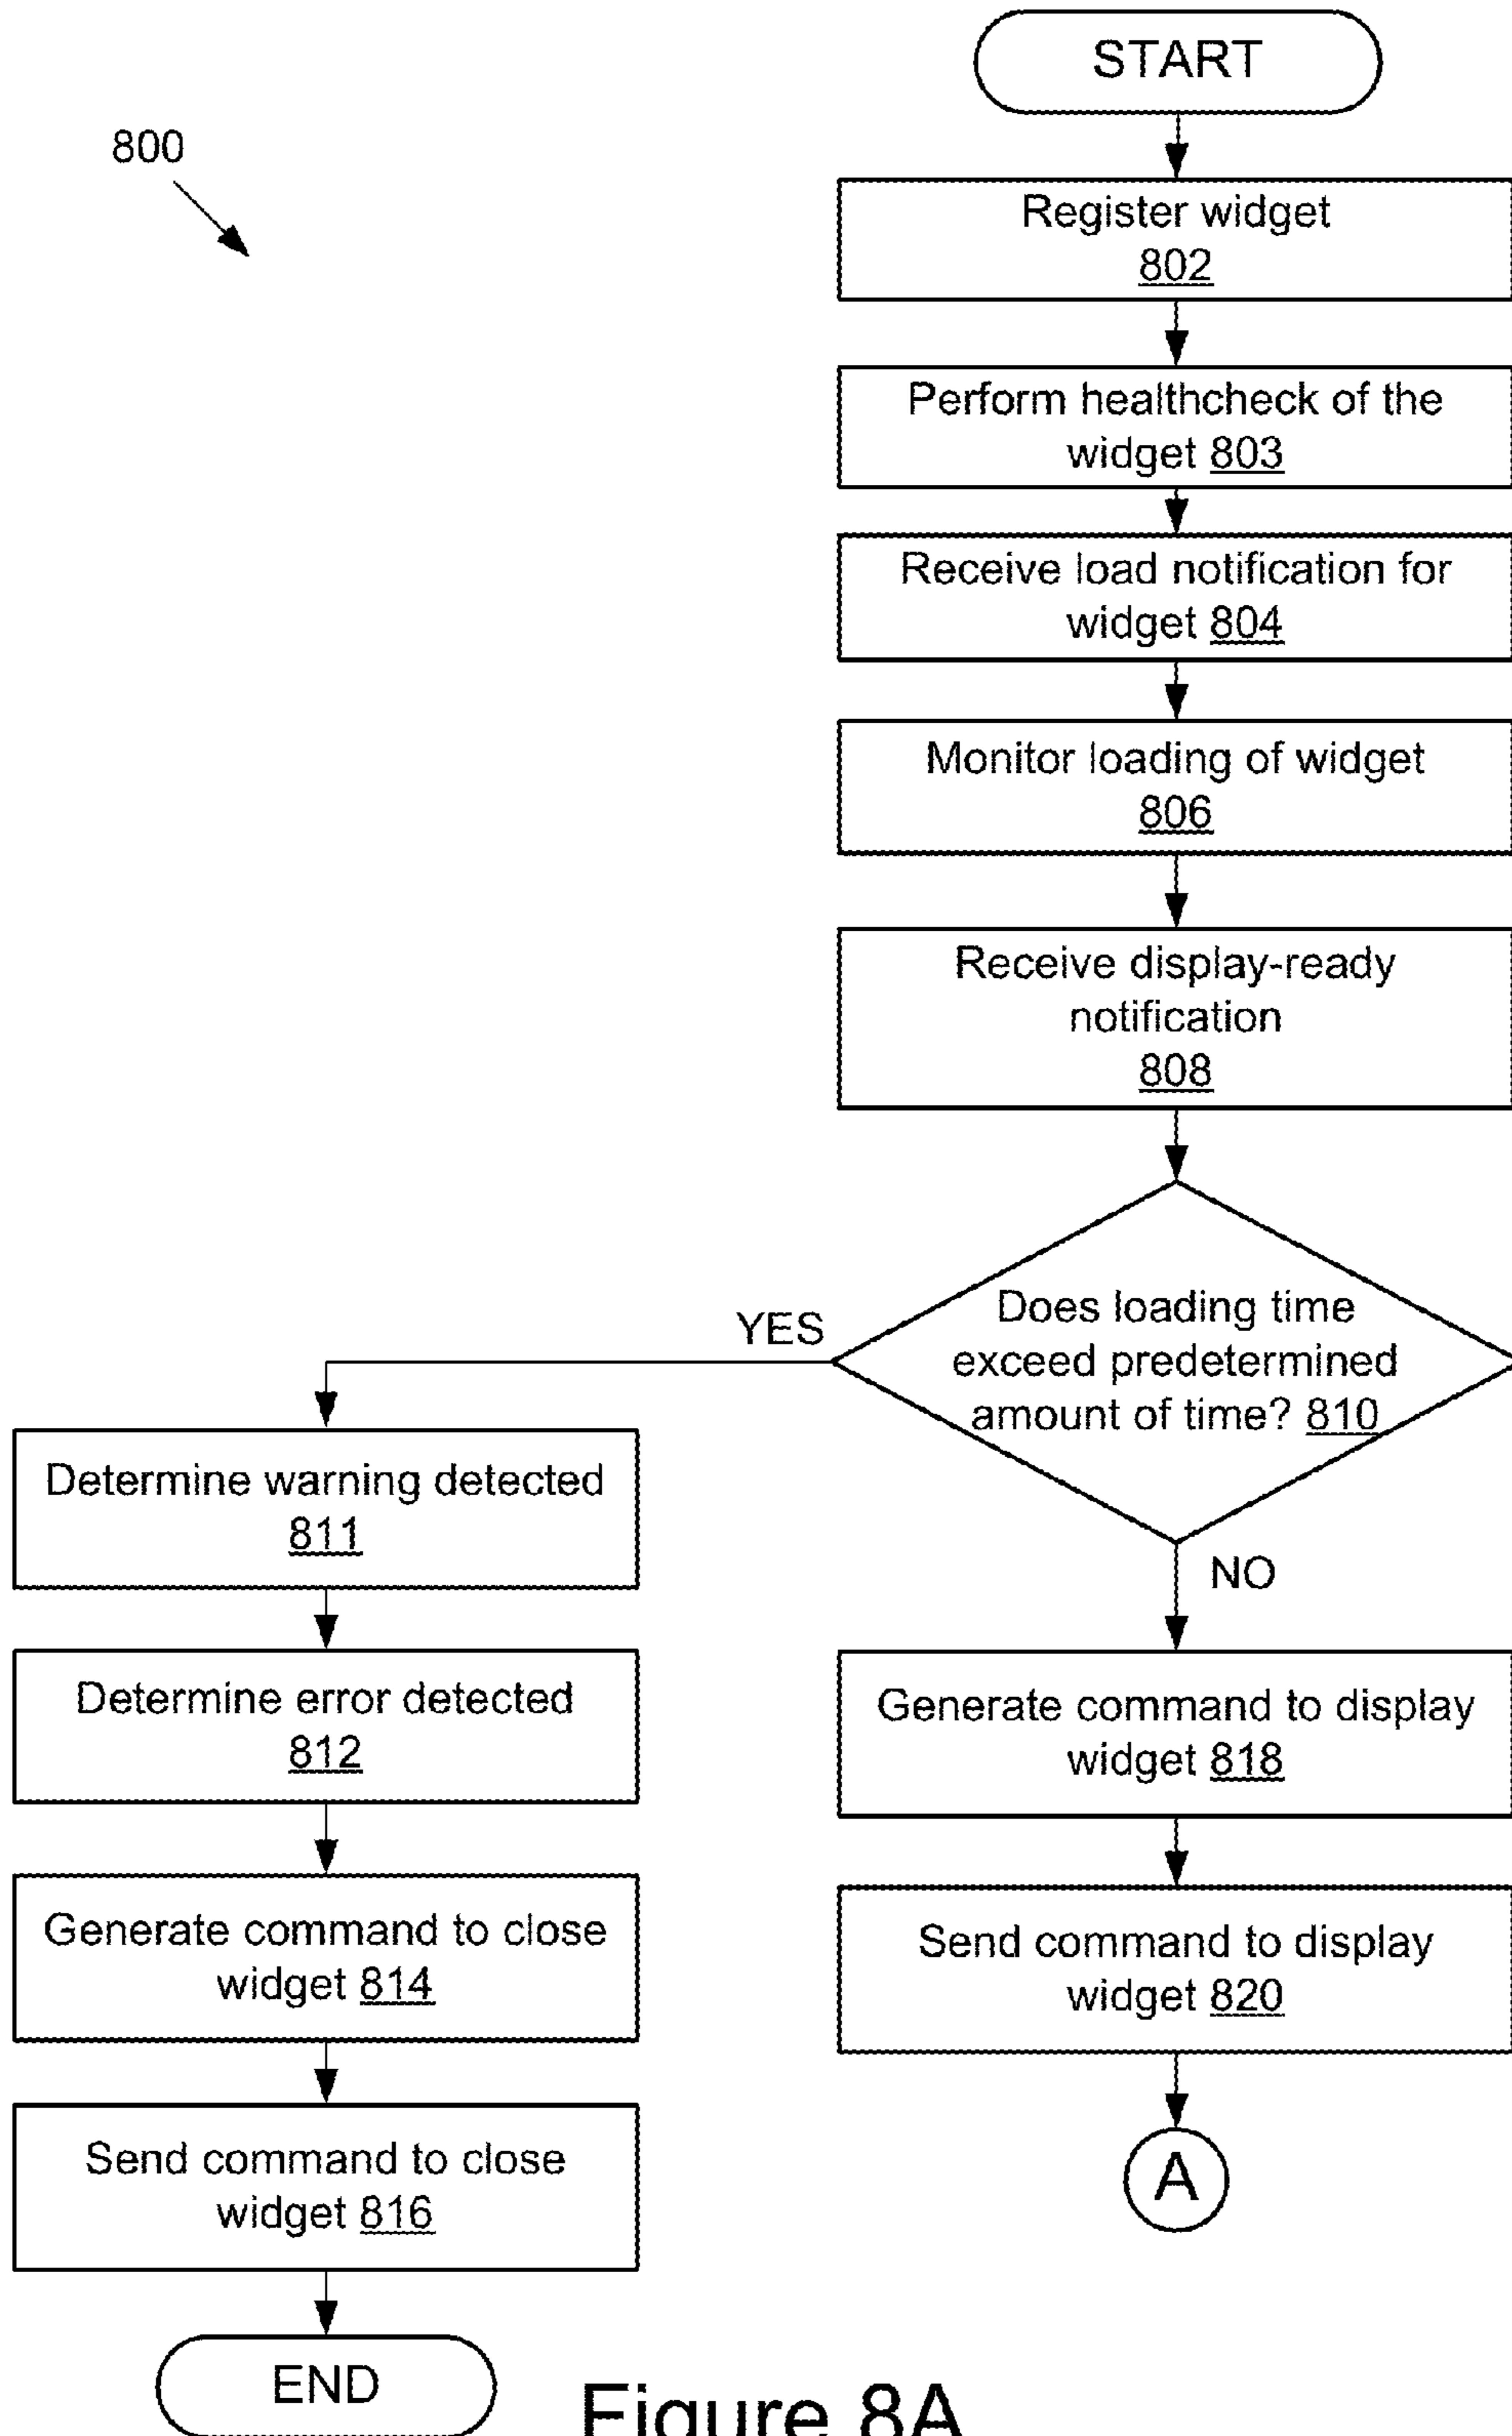 START
800
Register widget
802
Perform healthcheck of the
widget 803
Receive load notification for
widget 804
Monitor loading of widget
806
Receive display-ready
notification
808
Does loading time
exceed predetermined
amount of time? 810
YES
NO
Determine warning detected
811
Determine error detected
812
Generate command to close
widget 814
Send command to close
widget 816
END
Generate command to display
widget 818
Send command to display
widget 820
A
Figure 8A